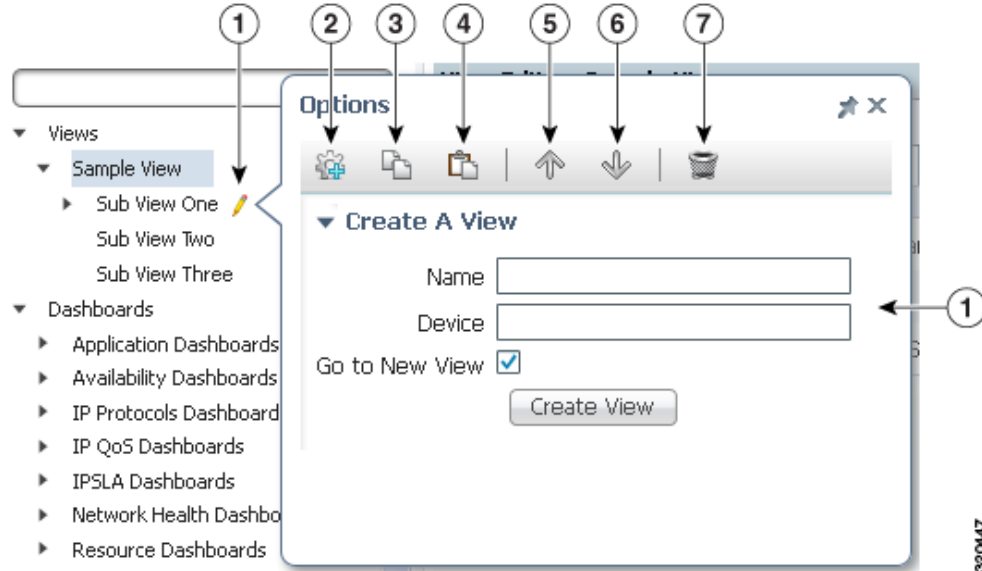 1 2 3 4 5 6 7
Options
Views
Sample View
Sub View One
Sub View Two
Sub View Three
Dashboards
Application Dashboards
Availability Dashboards
IP Protocols Dashboard
IP QoS Dashboards
IPSLA Dashboards
Network Health Dashbo
Resource Dashboards
Create A View
Name
Device
Go to New View
Create View
1